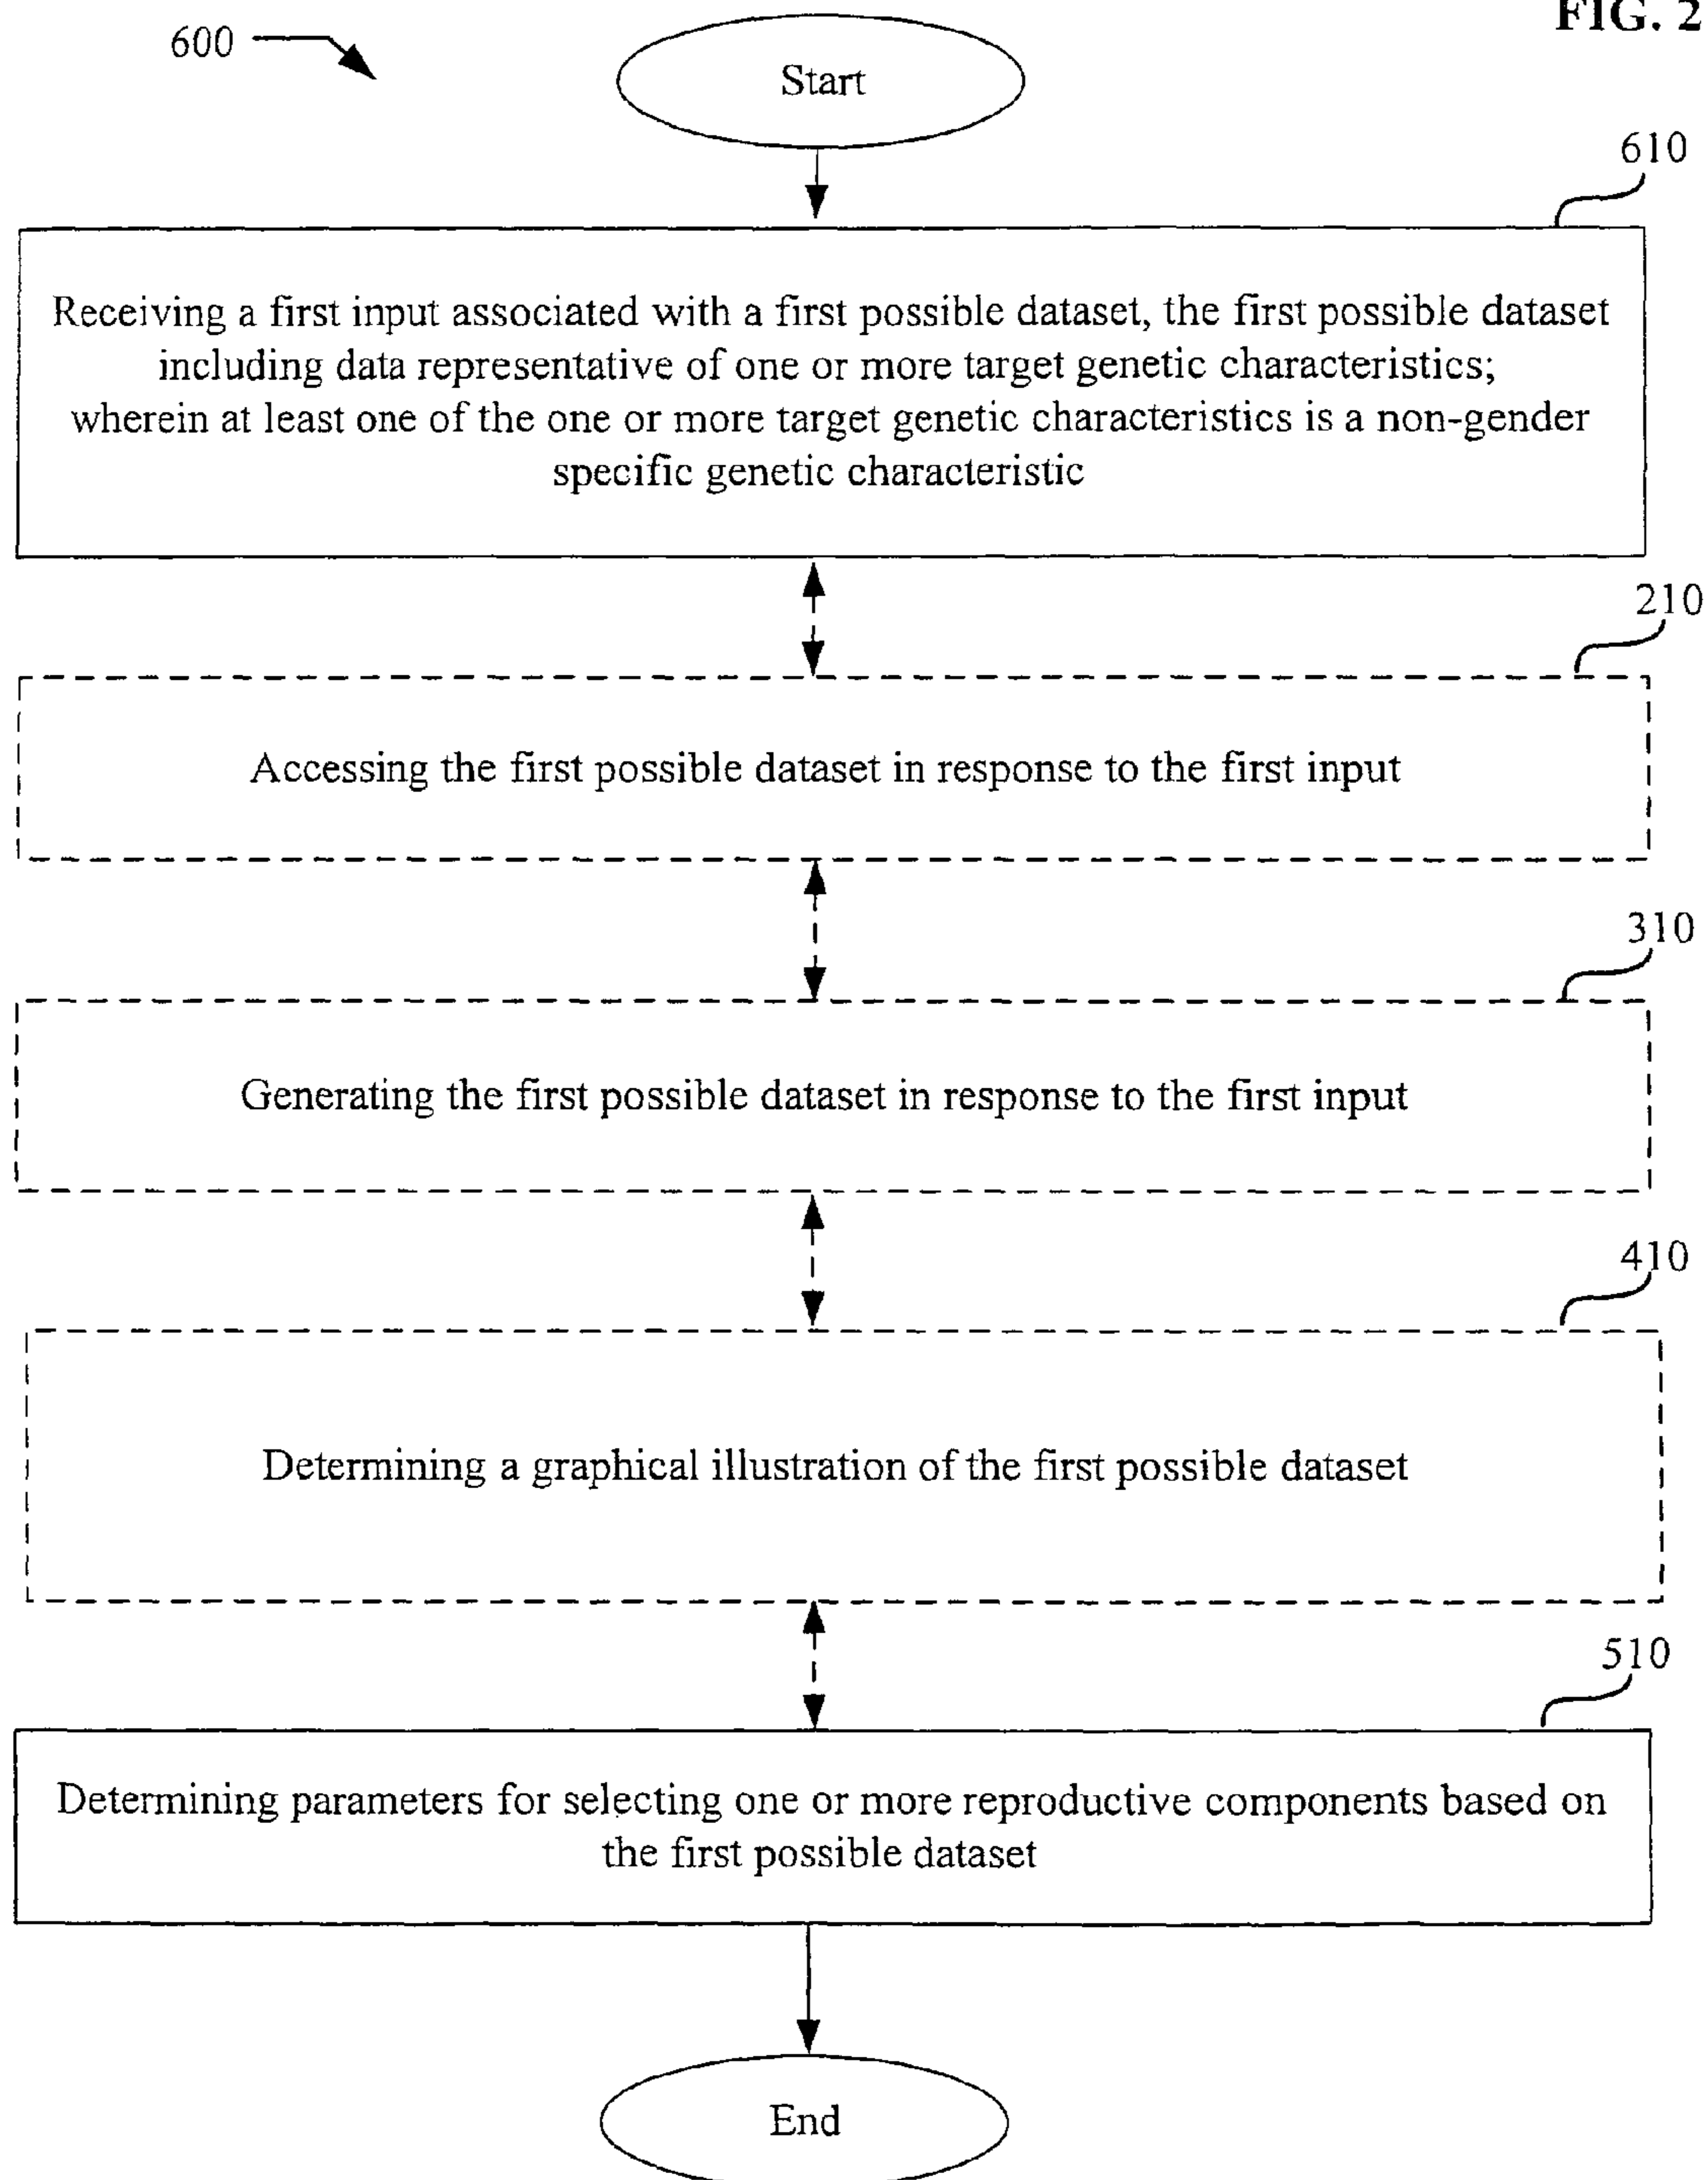 FIG. 2
600
Start
610
Receiving a first input associated with a first possible dataset, the first possible dataset
including data representative of one or more target genetic characteristics;
wherein at least one of the one or more target genetic characteristics is a non-gender
specific genetic characteristic
210
Accessing the first possible dataset in response to the first input
310
Generating the first possible dataset in response to the first input
410
Determining a graphical illustration of the first possible dataset
510
Determining parameters for selecting one or more reproductive components based on
the first possible dataset
End